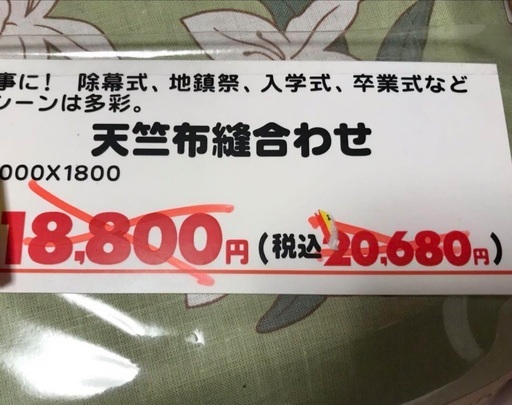 事に! 除幕式、地鎮祭、入学式、卒業式など
シーンは多彩。
天竺布縫合わせ
000X1800
18,800円(税込 20,680円)